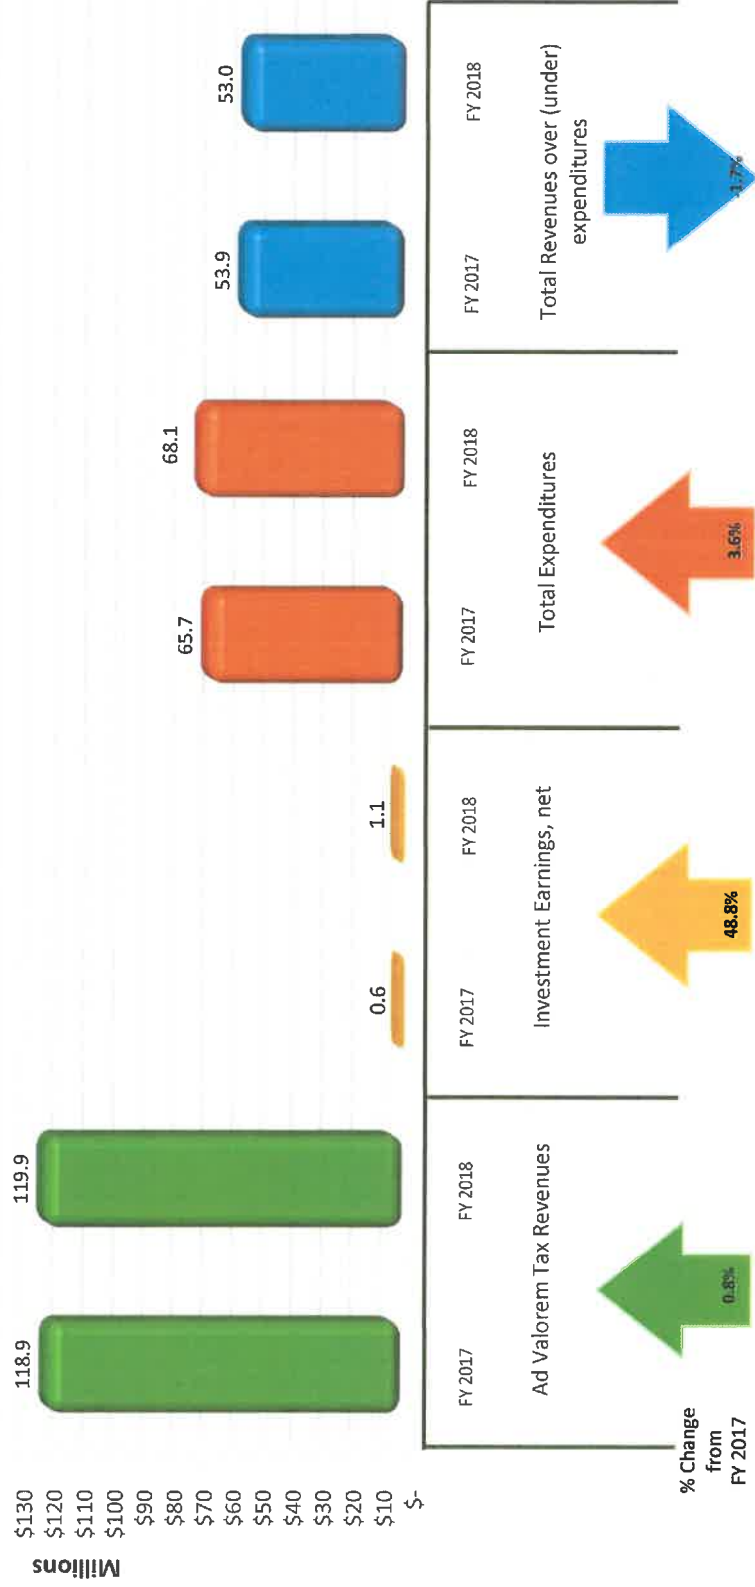 Millions
$130
$120
$110
$100
$90
$80
$70
$60
$50
$40
$30
$20
$10
$-
118.9
119.9
0.6
1.1
65.7
68.1
53.9
53.0
FY 2017
FY 2018
FY 2017
FY 2018
FY 2017
FY 2018
FY 2017
FY 2018
Ad Valorem Tax Revenues
Investment Earnings, net
Total Expenditures
Total Revenues over (under)
expenditures
% Change
from
FY 2017
0.8%
48.8%
3.6%
-1.7%